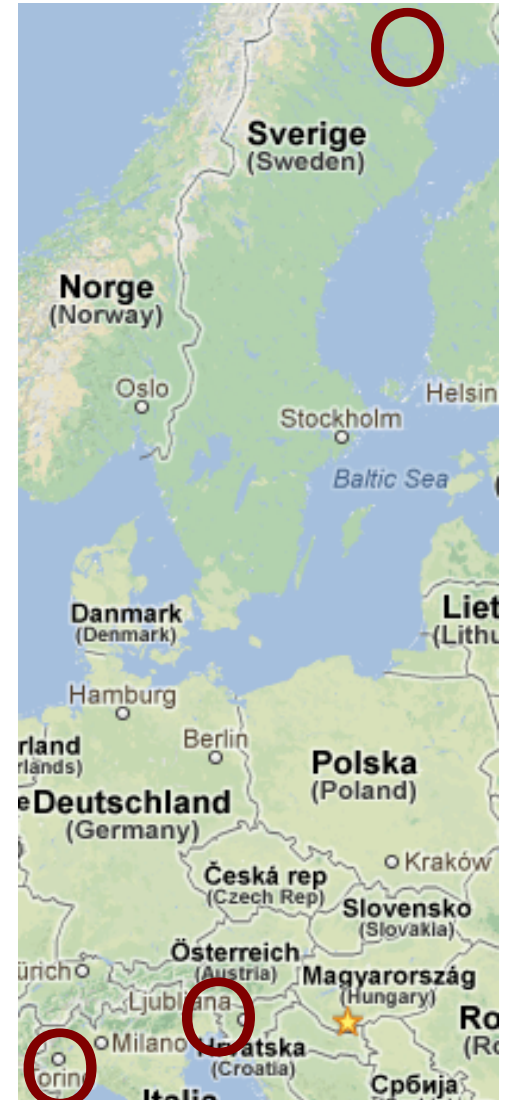 Sverige
(Sweden)
Norge
(Norway)
Oslo
Stockholm
Helsin
Baltic Sea
Danmark
(Denmark)
Liet
(Lithu
Hamburg
Berlin
rland
rlands)
Polska
(Poland)
Deutschland
(Germany)
Kraków
Česká rep
(Czech Rep)
Slovensko
(Slovakia)
Österreich
(Austria)
ürich
Magyarország
(Hungary)
Ljubljana
Milano
Hrvatska
(Croatia)
Ro
(Ro
Torino
Србија
Italia